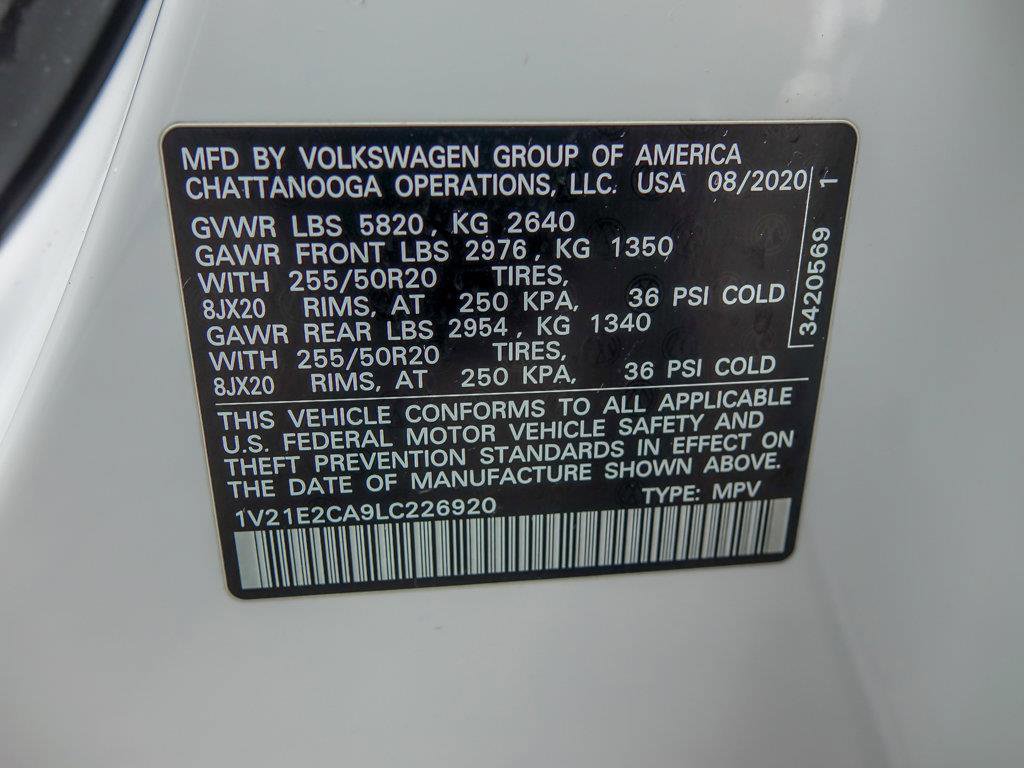 MFD BY VOLKSWAGEN GROUP OF AMERICA
CHATTANOOGA OPERATIONS, LLC. USA 08/2020
GVWR LBS 5820, KG 2640
GAWR FRONT LBS 2976, KG 1350
WITH 255/50R20 TIRES,
8JX20 RIMS, AT 250 KPA, 36 PSI COLD
GAWR REAR LBS 2954, KG 1340
WITH 255/50R20 TIRES,
8JX20 RIMS, AT 250 KPA, 36 PSI COLD
THIS VEHICLE CONFORMS TO ALL APPLICABLE
U.S. FEDERAL MOTOR VEHICLE SAFETY AND
THEFT PREVENTION STANDARDS IN EFFECT ON
THE DATE OF MANUFACTURE SHOWN ABOVE.
1V21E2CA9LC226920 TYPE: MPV
3420569 1